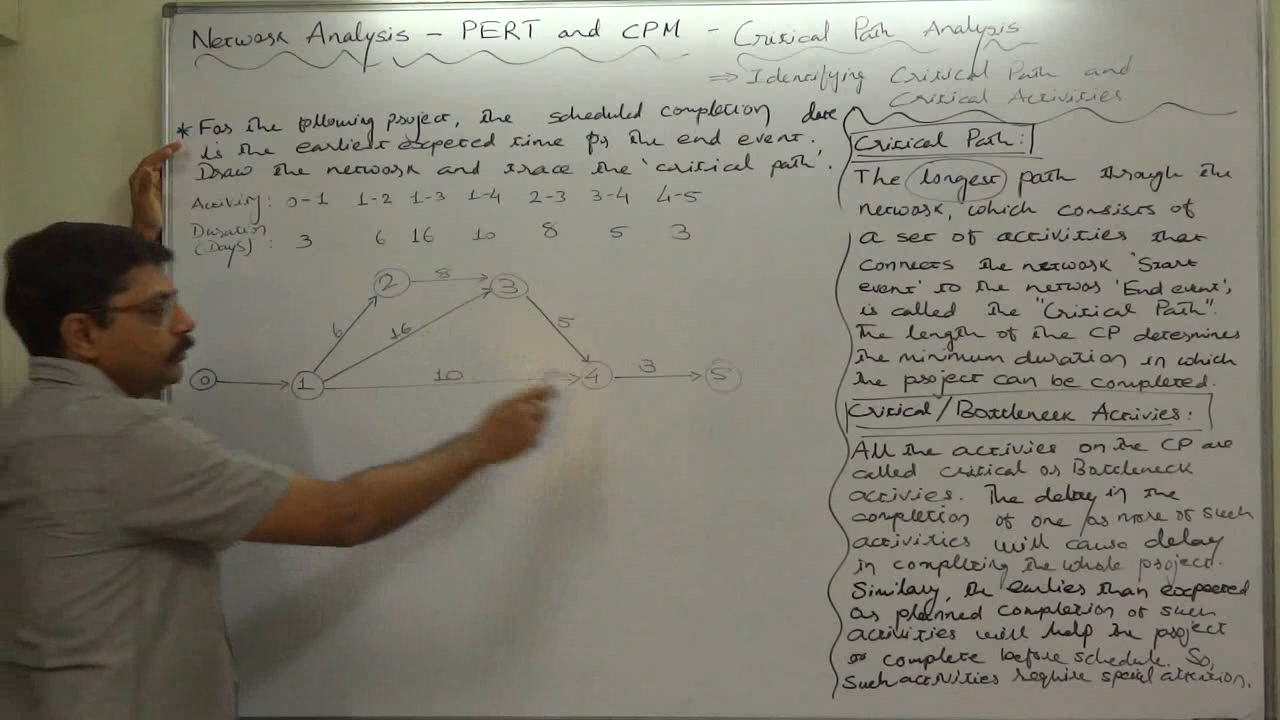 Network Analysis – PERT and CPM – Critical Path Analysis
⇒ Identifying Critical Path and
Critical Activities
* For the following project, the scheduled completion date
is the earliest expected time for the end event.
Draw the network and trace the 'critical path'.
Activity: 0-1 1-2 1-3 1-4 2-3 3-4 4-5
Duration
(Days): 3 6 16 10 8 5 3
2 8 3
6 16 5
0 1 10 4 3 5
Critical Path:
The longest path through the
network, which consists of
a set of activities that
connects the network 'Start
event' to the networ 'End event',
is called the "Critical Path".
The length of the CP determines
the minimum duration in which
the project can be completed.
Critical/Bottleneck Activies:
All the activies on the CP are
called critical or Bottleneck
activies. The delay in the
completion of one or more of such
activities will cause delay
in completing the whole project.
Similary, the earlier than expected
or planned completion of such
activities will help the project
to complete before schedule. So,
such activities require special attention.